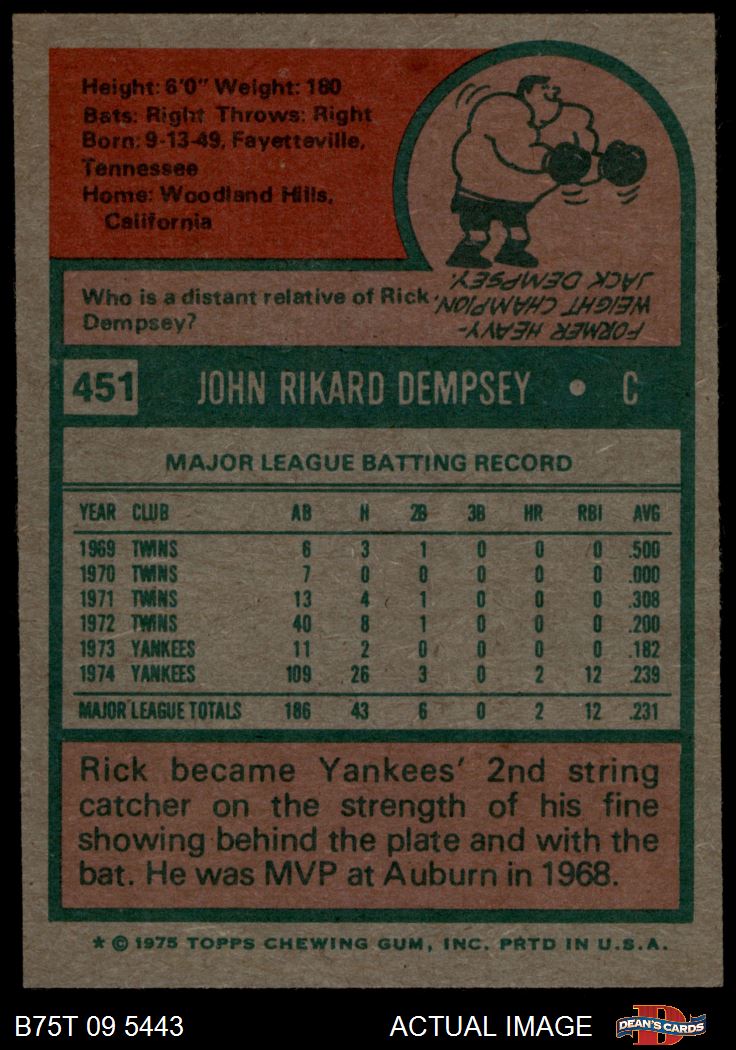 Height: 6'0" Weight: 180
Bats: Right Throws: Right
Born: 9-13-49, Fayetteville,
Tennessee
Home: Woodland Hills,
California
Who is a distant relative of Rick
Dempsey?
FORMER HEAVY-
WEIGHT CHAMPION,
JACK DEMPSEY.
451 JOHN RIKARD DEMPSEY • C
MAJOR LEAGUE BATTING RECORD
YEAR CLUB AB H 2B 3B HR RBI AVG
1969 TWINS 6 3 1 0 0 0 .500
1970 TWINS 7 0 0 0 0 0 .000
1971 TWINS 13 4 1 0 0 0 .308
1972 TWINS 40 8 1 0 0 0 .200
1973 YANKEES 11 2 0 0 0 0 .182
1974 YANKEES 109 26 3 0 2 12 .239
MAJOR LEAGUE TOTALS 186 43 6 0 2 12 .231
Rick became Yankees' 2nd string
catcher on the strength of his fine
showing behind the plate and with the
bat. He was MVP at Auburn in 1968.
* © 1975 TOPPS CHEWING GUM, INC. PRTD IN U.S.A.
B75T 09 5443 ACTUAL IMAGE D DEAN'S CARDS